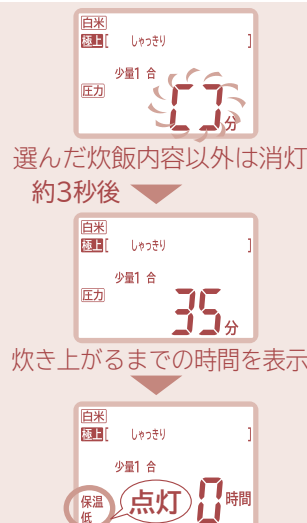 白米
極上[ しゃっきり ]
少量1 合
圧力
分
選んだ炊飯内容以外は消灯
約3秒後
白米
極上[ しゃっきり ]
少量1 合
圧力
35分
炊き上がるまでの時間を表示
白米
極上[ しゃっきり ]
少量1 合
保温
低
点灯
0時間